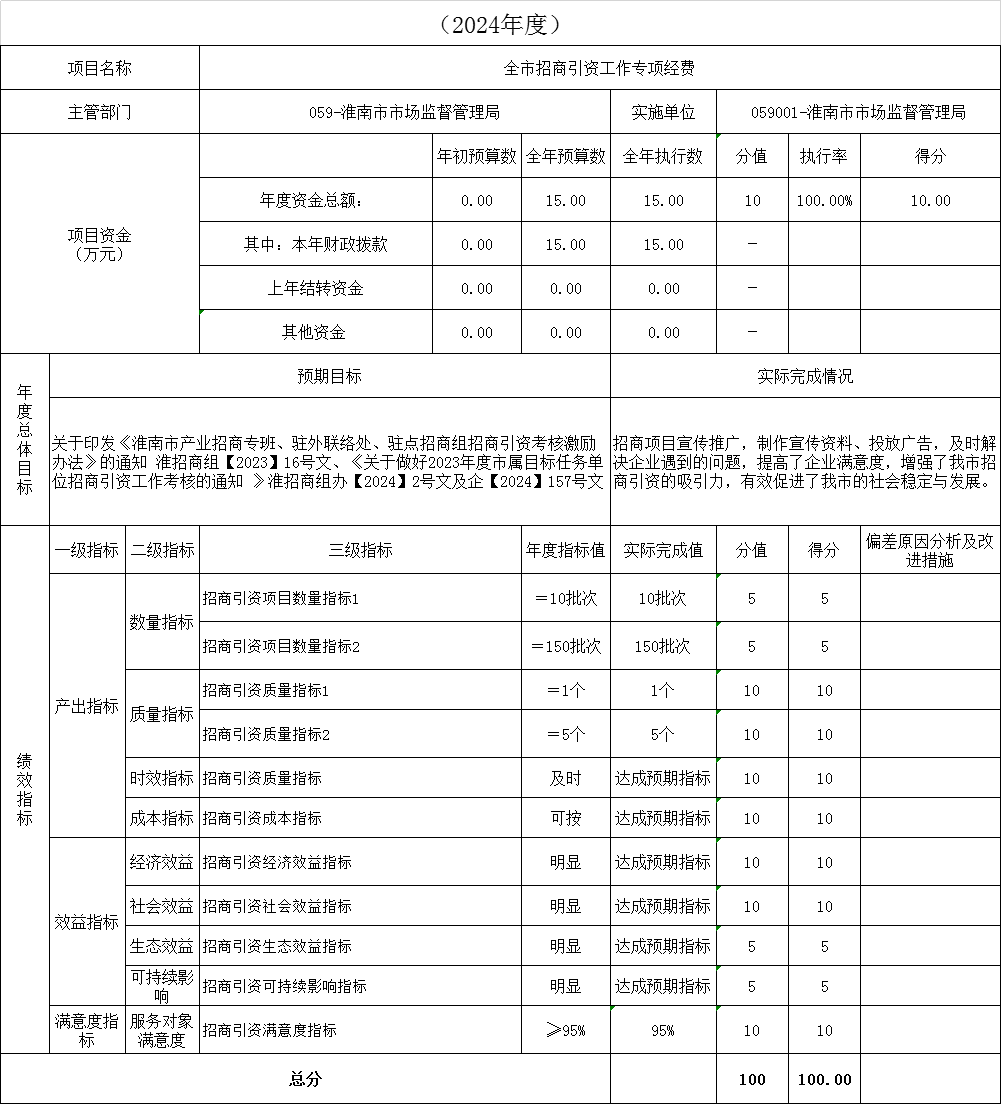 （2024年度）
项目名称 全市招商引资工作专项经费
主管部门 059-淮南市市场监督管理局 实施单位 059001-淮南市市场监督管理局
项目资金
（万元）
年初预算数 全年预算数 全年执行数 分值 执行率 得分
年度资金总额： 0.00 15.00 15.00 10 100.00% 10.00
其中：本年财政拨款 0.00 15.00 15.00 －
上年结转资金 0.00 0.00 0.00 －
其他资金 0.00 0.00 0.00 －
年度总体目标
预期目标 实际完成情况
关于印发《淮南市产业招商专班、驻外联络处、驻点招商组招商引资考核激励
办法》的通知 淮招商组【2023】16号文、《关于做好2023年度市属目标任务单
位招商引资工作考核的通知 》淮招商组办【2024】2号文及企【2024】157号文
招商项目宣传推广，制作宣传资料、投放广告，及时解
决企业遇到的问题，提高了企业满意度，增强了我市招
商引资的吸引力，有效促进了我市的社会稳定与发展。
绩效指标
一级指标 二级指标 三级指标 年度指标值 实际完成值 分值 得分 偏差原因分析及改
进措施
产出指标
数量指标
招商引资项目数量指标1 ＝10批次 10批次 5 5
招商引资项目数量指标2 ＝150批次 150批次 5 5
质量指标
招商引资质量指标1 ＝1个 1个 10 10
招商引资质量指标2 ＝5个 5个 10 10
时效指标 招商引资质量指标 及时 达成预期指标 10 10
成本指标 招商引资成本指标 可按 达成预期指标 10 10
效益指标
经济效益 招商引资经济效益指标 明显 达成预期指标 10 10
社会效益 招商引资社会效益指标 明显 达成预期指标 10 10
生态效益 招商引资生态效益指标 明显 达成预期指标 5 5
可持续影
响
招商引资可持续影响指标 明显 达成预期指标 5 5
满意度指
标
服务对象
满意度
招商引资满意度指标 ≥95% 95% 10 10
总分 100 100.00